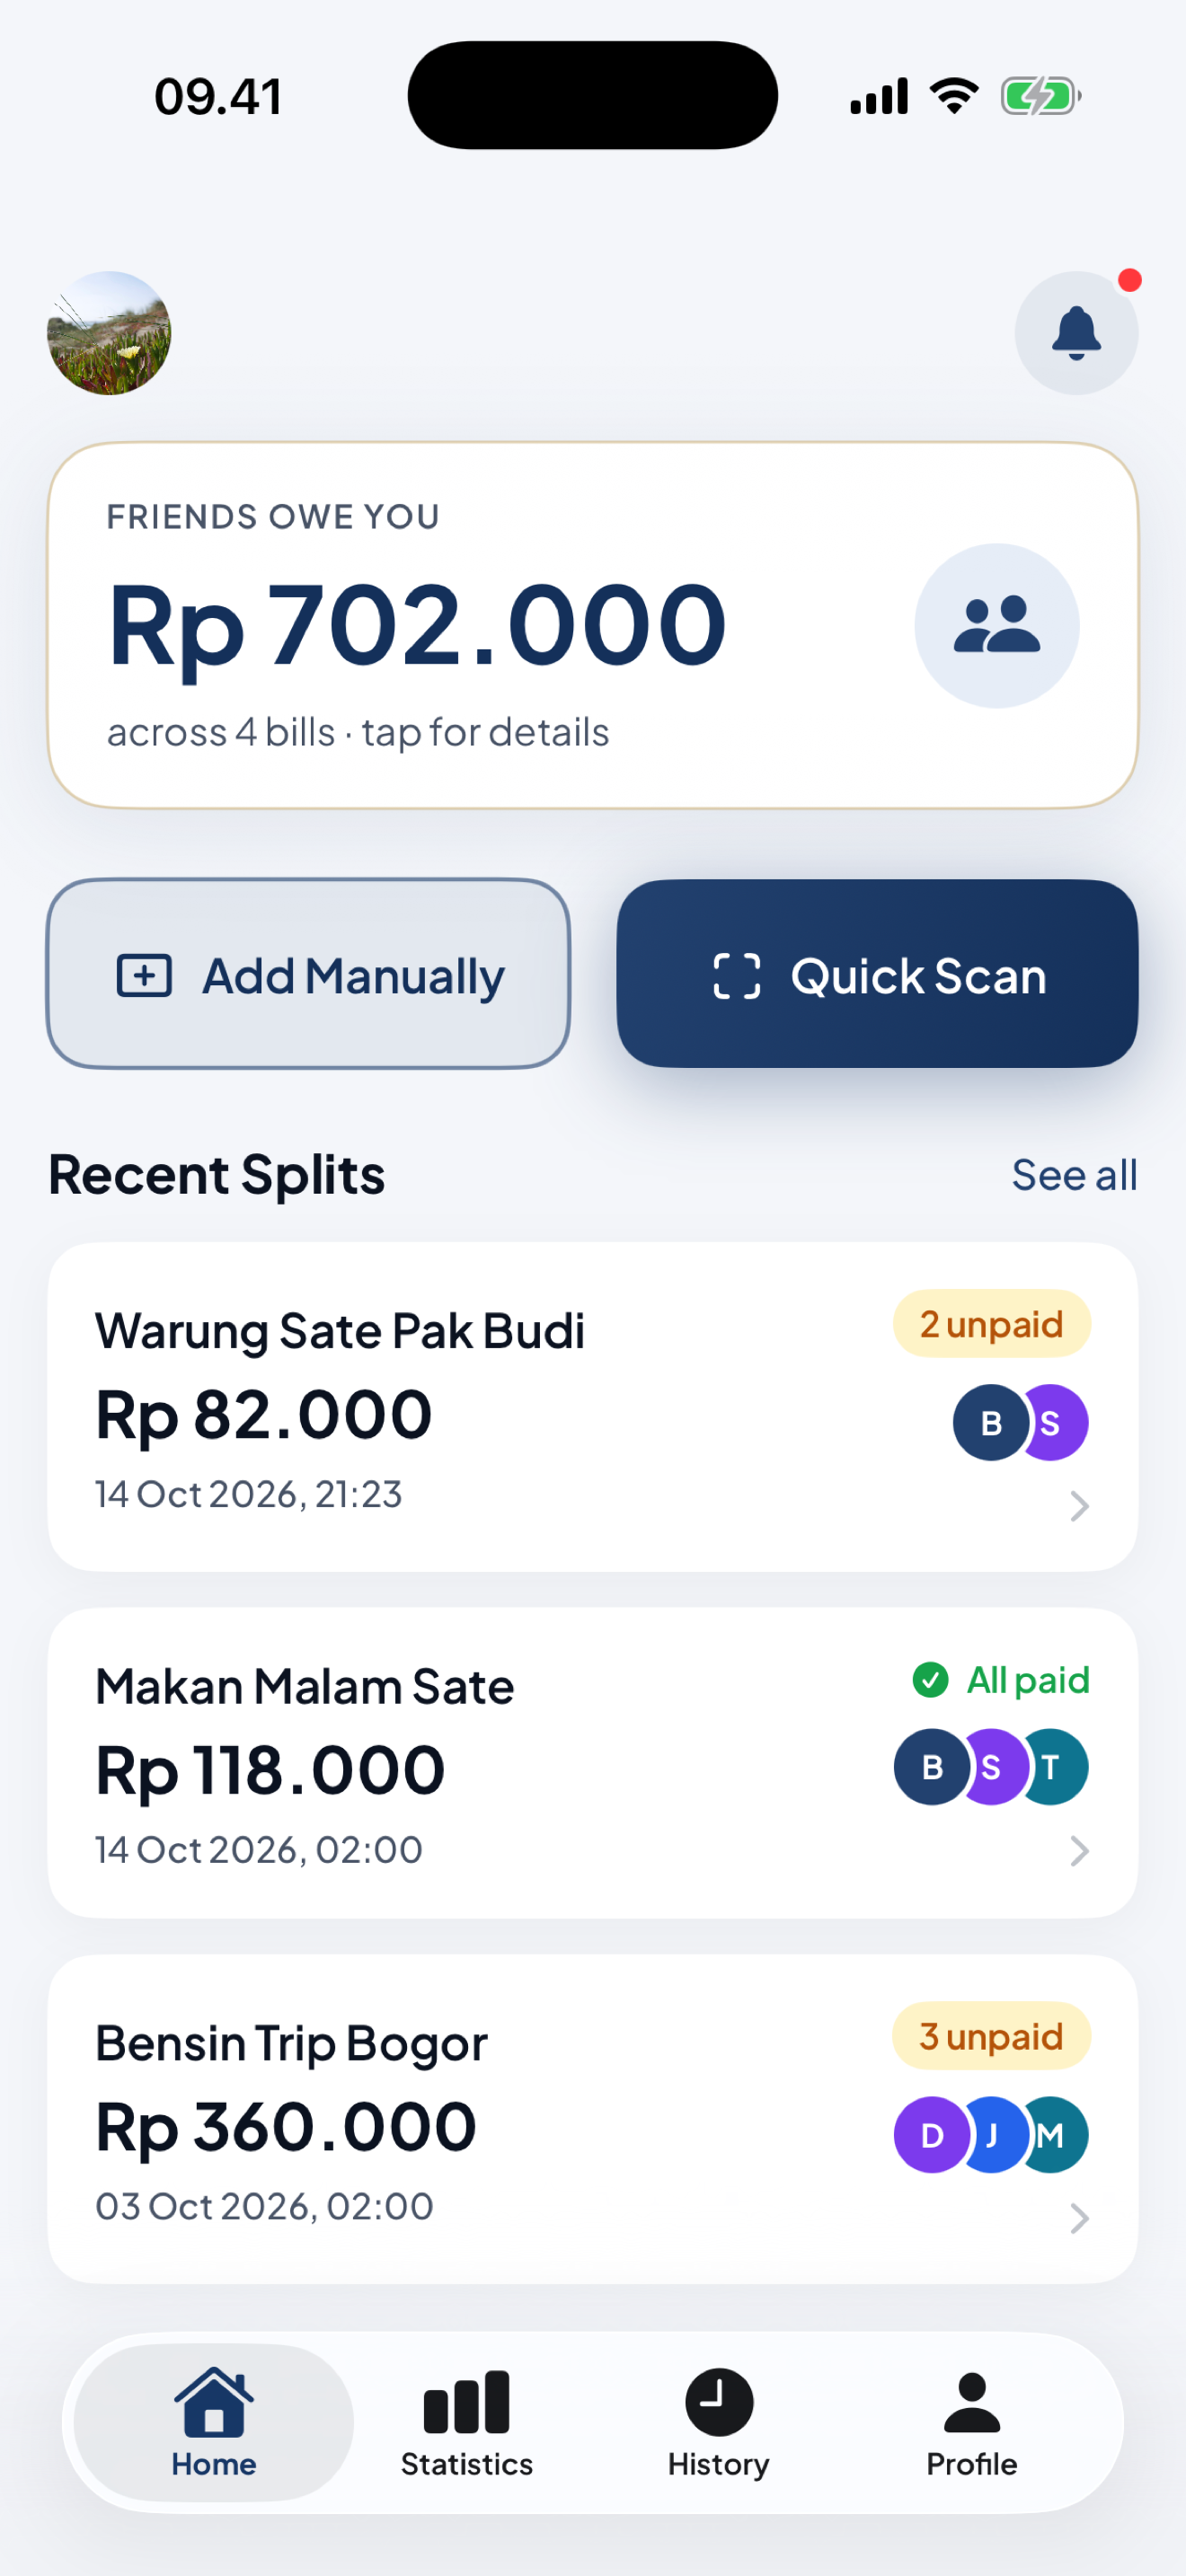 09.41
FRIENDS OWE YOU
Rp 702.000
across 4 bills · tap for details
Add Manually
Quick Scan
Recent Splits
See all
Warung Sate Pak Budi
2 unpaid
Rp 82.000
B S
14 Oct 2026, 21:23
Makan Malam Sate
All paid
Rp 118.000
B S T
14 Oct 2026, 02:00
Bensin Trip Bogor
3 unpaid
Rp 360.000
D J M
03 Oct 2026, 02:00
Home
Statistics
History
Profile